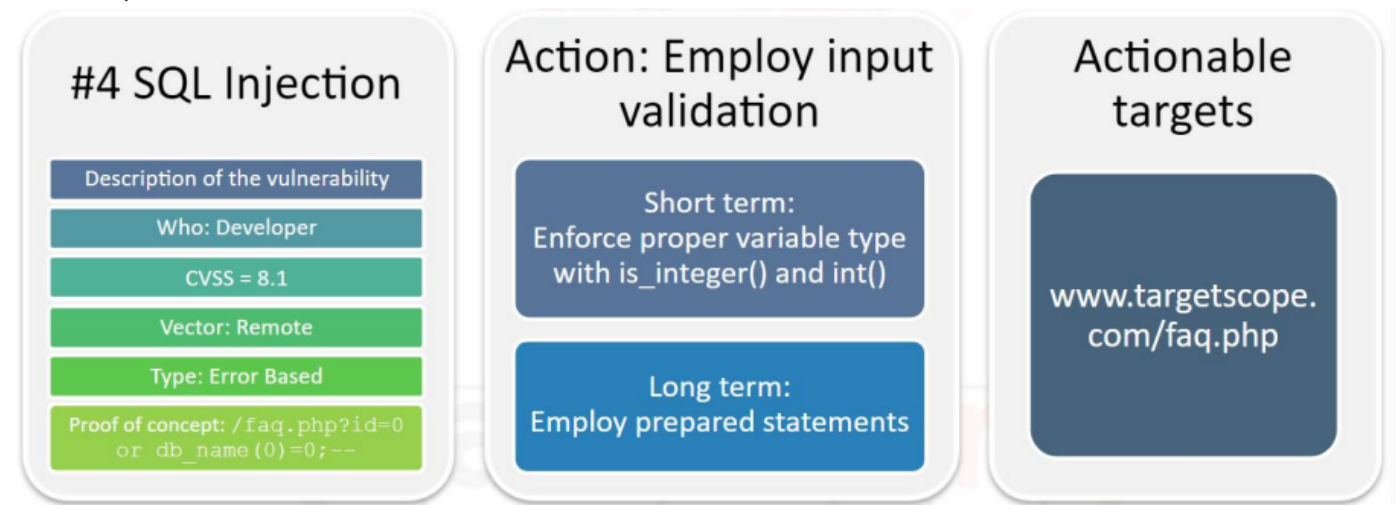 #4 SQL Injection
Description of the vulnerability
Who: Developer
CVSS = 8.1
Vector: Remote
Type: Error Based
Proof of concept: /faq.php?id=0
or db_name(0)=0;--
Action: Employ input
validation
Short term:
Enforce proper variable type
with is_integer() and int()
Long term:
Employ prepared statements
Actionable
targets
www.targetscope.
com/faq.php